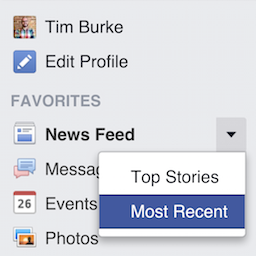 Tim Burke
Edit Profile
FAVORITES
News Feed
Top Stories
Messag
Most Recent
26 Events
Photos